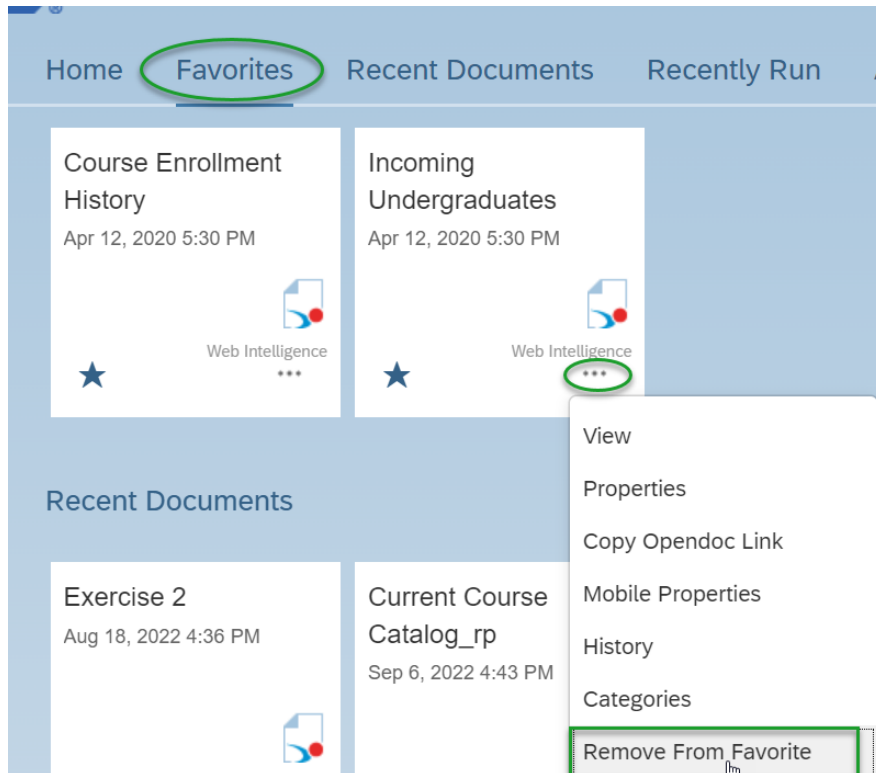 ®
Home Favorites Recent Documents Recently Run
Course Enrollment
History
Apr 12, 2020 5:30 PM
Web Intelligence
Incoming
Undergraduates
Apr 12, 2020 5:30 PM
Web Intelligence
View
Properties
Copy Opendoc Link
Mobile Properties
History
Categories
Remove From Favorite
Recent Documents
Exercise 2
Aug 18, 2022 4:36 PM
Current Course
Catalog_rp
Sep 6, 2022 4:43 PM